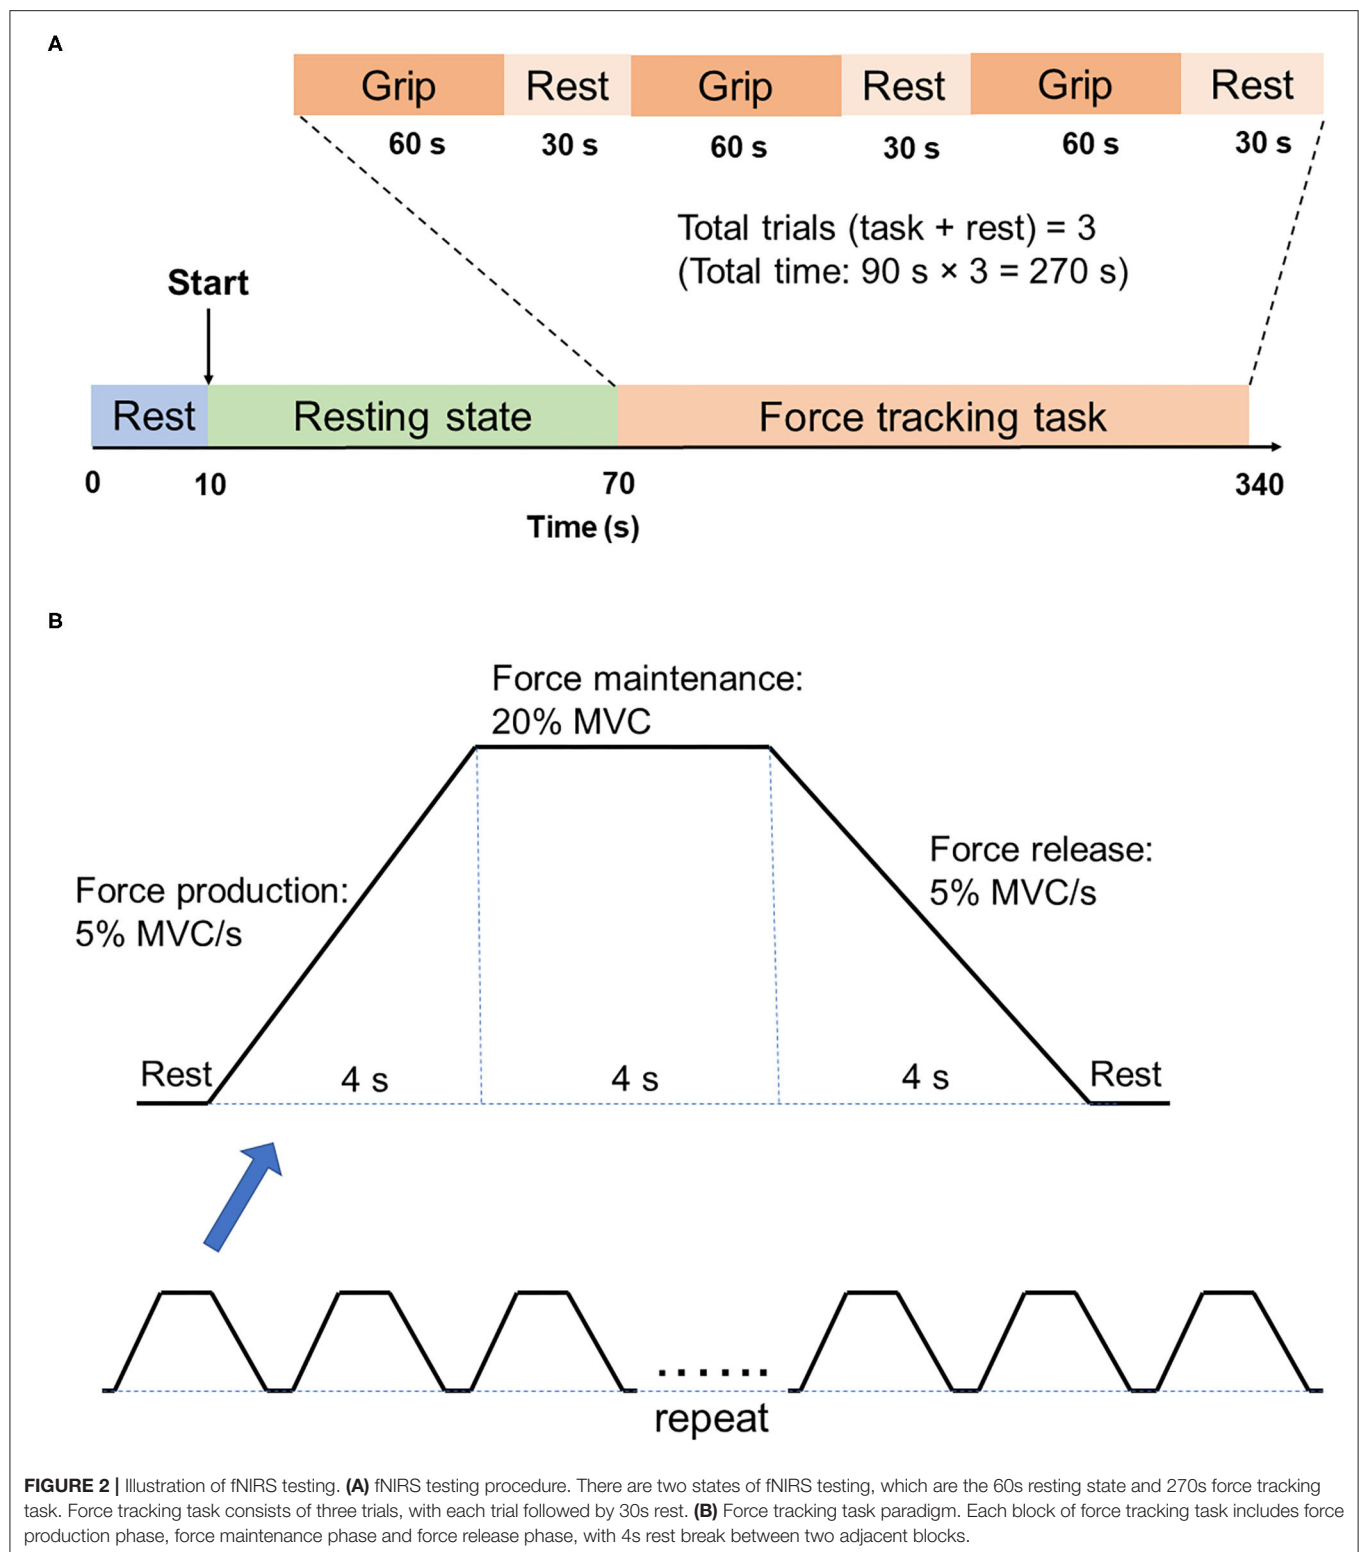 A
Grip Rest Grip Rest Grip Rest
60 s 30 s 60 s 30 s 60 s 30 s
Total trials (task + rest) = 3
(Total time: 90 s × 3 = 270 s)
Start
Rest Resting state Force tracking task
0 10 70 340
Time (s)
B
Force maintenance:
20% MVC
Force production:
5% MVC/s
Force release:
5% MVC/s
Rest 4 s 4 s 4 s Rest
......
repeat
FIGURE 2 | Illustration of fNIRS testing. (A) fNIRS testing procedure. There are two states of fNIRS testing, which are the 60s resting state and 270s force tracking
task. Force tracking task consists of three trials, with each trial followed by 30s rest. (B) Force tracking task paradigm. Each block of force tracking task includes force
production phase, force maintenance phase and force release phase, with 4s rest break between two adjacent blocks.